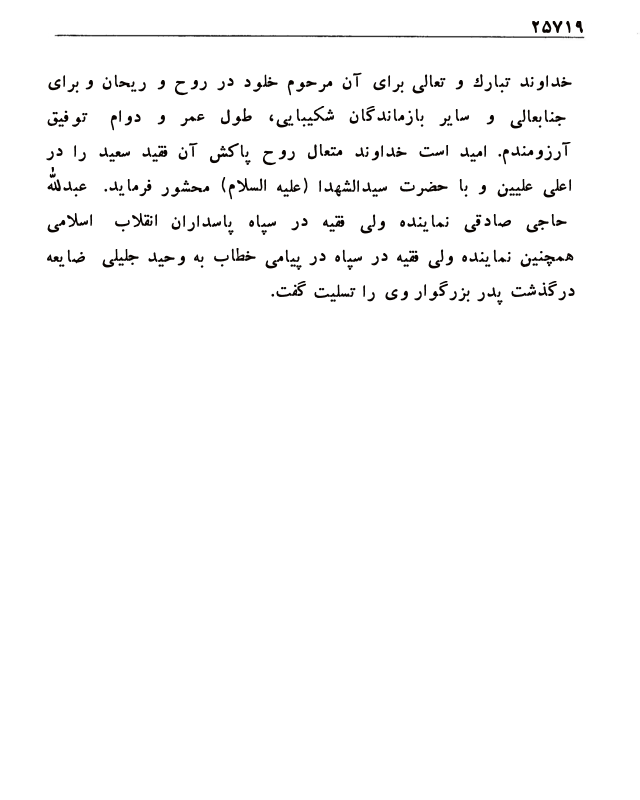 ۲۵۷۱۹
خداوند تبارك و تعالی برای آن مرحوم خلود در روح و ریحان و برای
جنابعالی و سایر بازماندگان شکیبایی، طول عمر و دوام توفیق
آرزومندم. امید است خداوند متعال روح پاکش آن فقید سعید را در
اعلی علیین و با حضرت سیدالشهدا (علیه السلام) محشور فرماید. عبدلله
حاجی صادقی نماینده ولی فقیه در سپاه پاسداران انقلاب اسلامی
همچنین نماینده ولی فقیه در سپاه در پیامی خطاب به وحید جلیلی ضایعه
درگذشت پدر بزرگوار وی را تسلیت گفت.